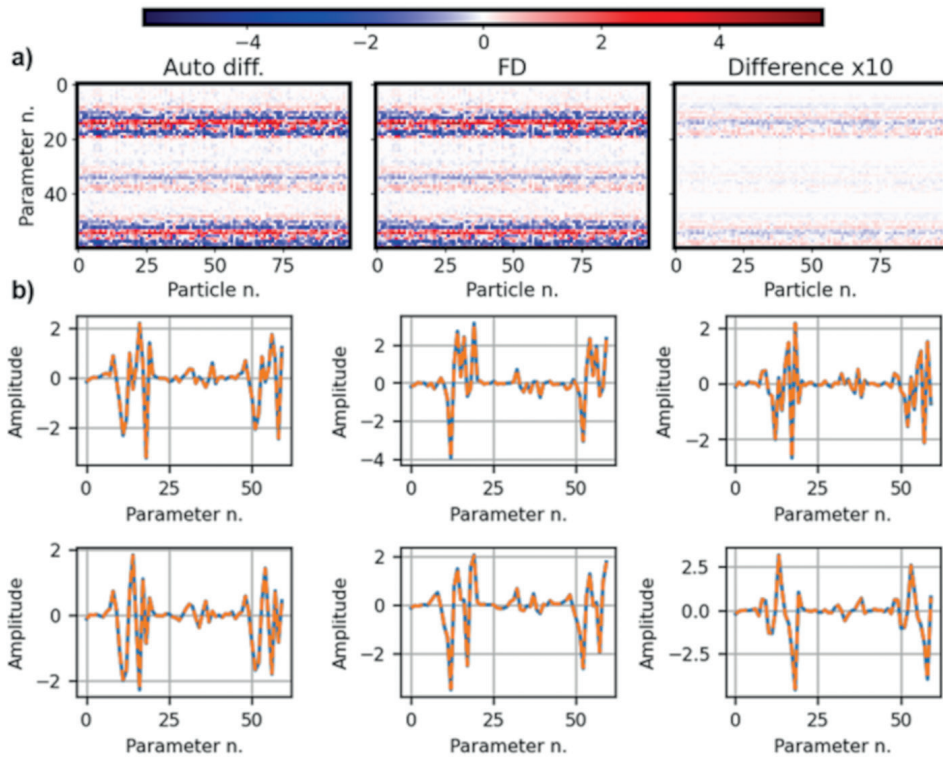 −4 −2 0 2 4
a)
Auto diff. FD Difference x10
Parameter n.
0
20
40
0 25 50 75 0 25 50 75 0 25 50 75
Particle n. Particle n. Particle n.
b)
Amplitude Amplitude Amplitude
2 2 2
0 0 0
−2 −2 −2
−4
0 25 50 0 25 50 0 25 50
Parameter n. Parameter n. Parameter n.
Amplitude Amplitude Amplitude
2 2 2.5
0 0 0.0
−2 −2 −2.5
0 25 50 0 25 50 0 25 50
Parameter n. Parameter n. Parameter n.